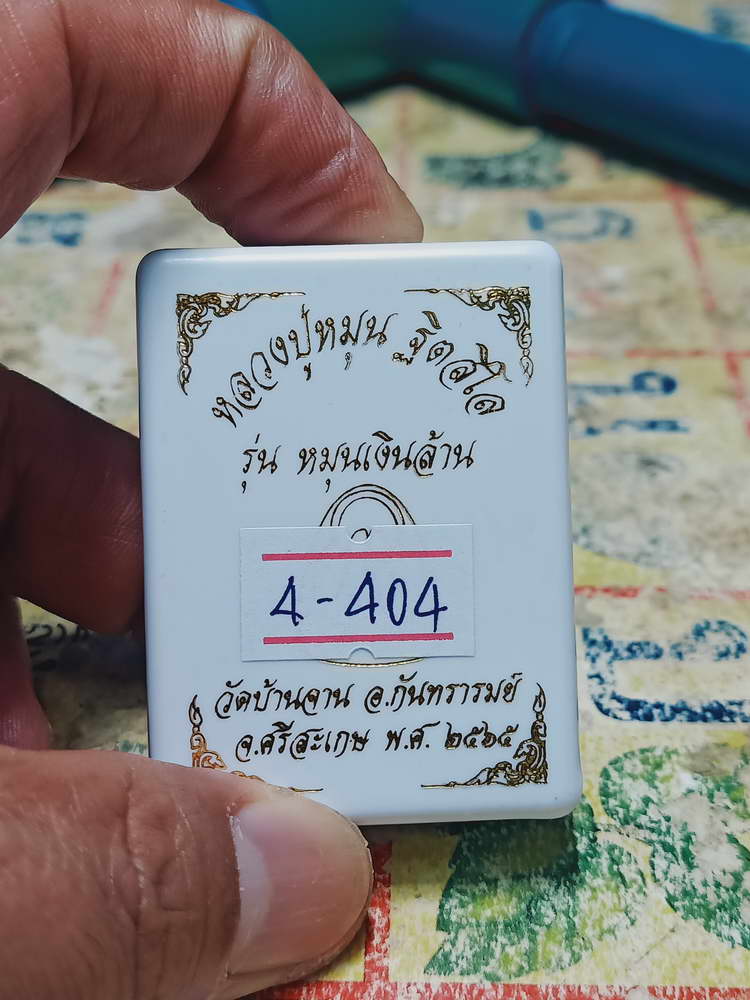 หลวงปู่หมุน ฐิตสีโล
รุ่น หมุนเงินล้าน
4-404
วัดบ้านจาน อ.กันทรารมย์
จ.ศรีสะเกษ พ.ศ. ๒๕๖๕